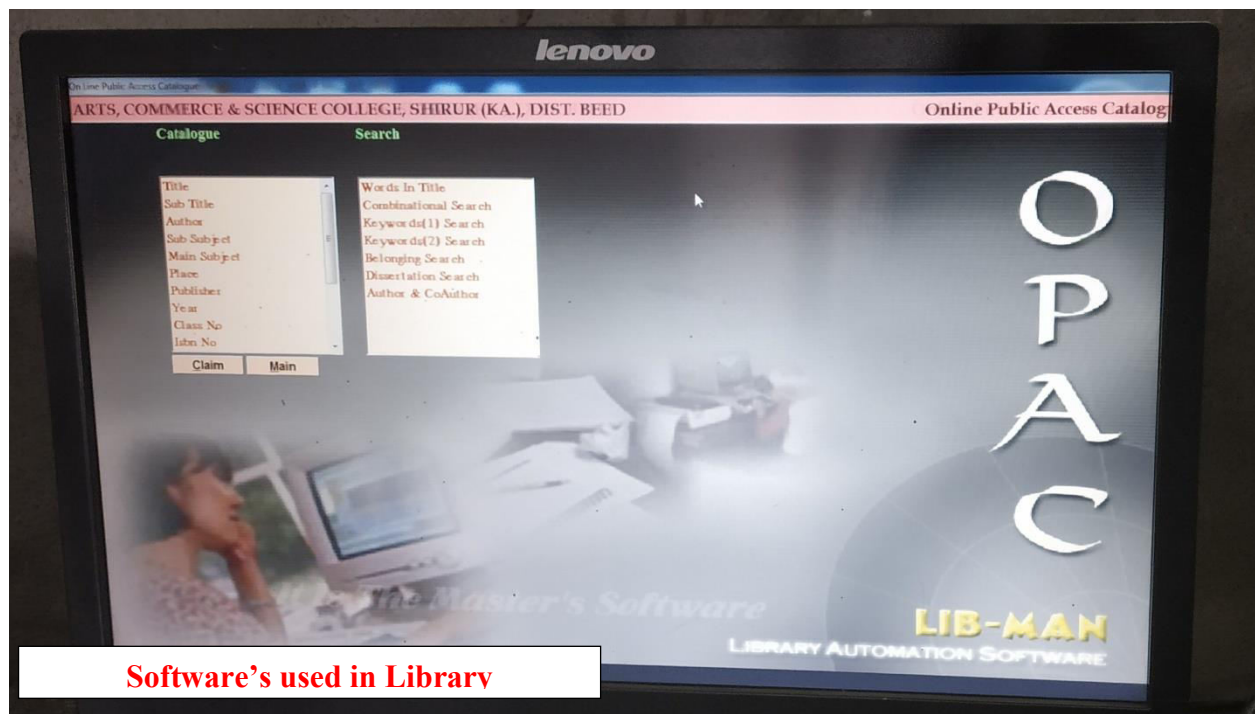 lenovo
On Line Public Access Catalogue
ARTS, COMMERCE & SCIENCE COLLEGE, SHIRUR (KA.), DIST. BEED
Online Public Access Catalog
Catalogue
Search
Title
Sub Title
Author
Sub Subject
Main Subject
Place
Publisher
Year
Class No
Isbn No
Words In Title
Combinational Search
Keywords(1) Search
Keywords(2) Search
Belonging Search
Dissertation Search
Author & CoAuthor
Claim
Main
O
P
A
C
The Master's Software
LIB-MAN
LIBRARY AUTOMATION SOFTWARE
Software's used in Library